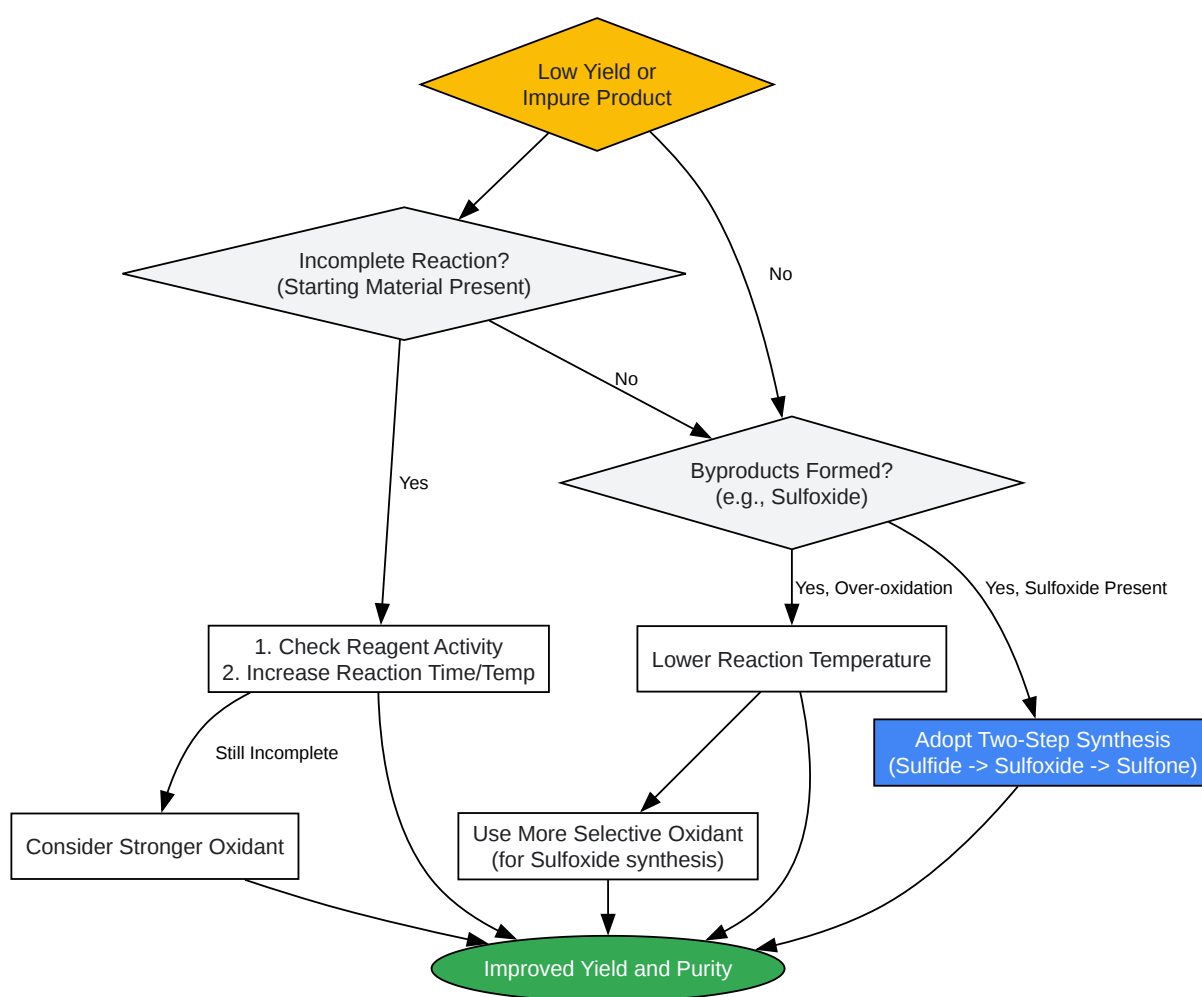 Low Yield or
Impure Product
Incomplete Reaction?
(Starting Material Present)
No
No
Byproducts Formed?
(e.g., Sulfoxide)
Yes
Yes, Over-oxidation
Yes, Sulfoxide Present
1. Check Reagent Activity
2. Increase Reaction Time/Temp
Lower Reaction Temperature
Adopt Two-Step Synthesis
(Sulfide -> Sulfoxide -> Sulfone)
Still Incomplete
Consider Stronger Oxidant
Use More Selective Oxidant
(for Sulfoxide synthesis)
Improved Yield and Purity